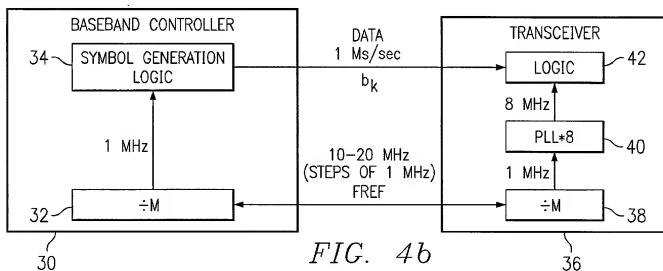 BASEBAND CONTROLLER
34
SYMBOL GENERATION
LOGIC
1 MHz
32
÷M
30
DATA
1 Ms/sec
bk
10–20 MHz
(STEPS OF 1 MHz)
FREF
TRANSCEIVER
LOGIC
42
8 MHz
PLL*8
40
1 MHz
÷M
38
36
FIG. 4b